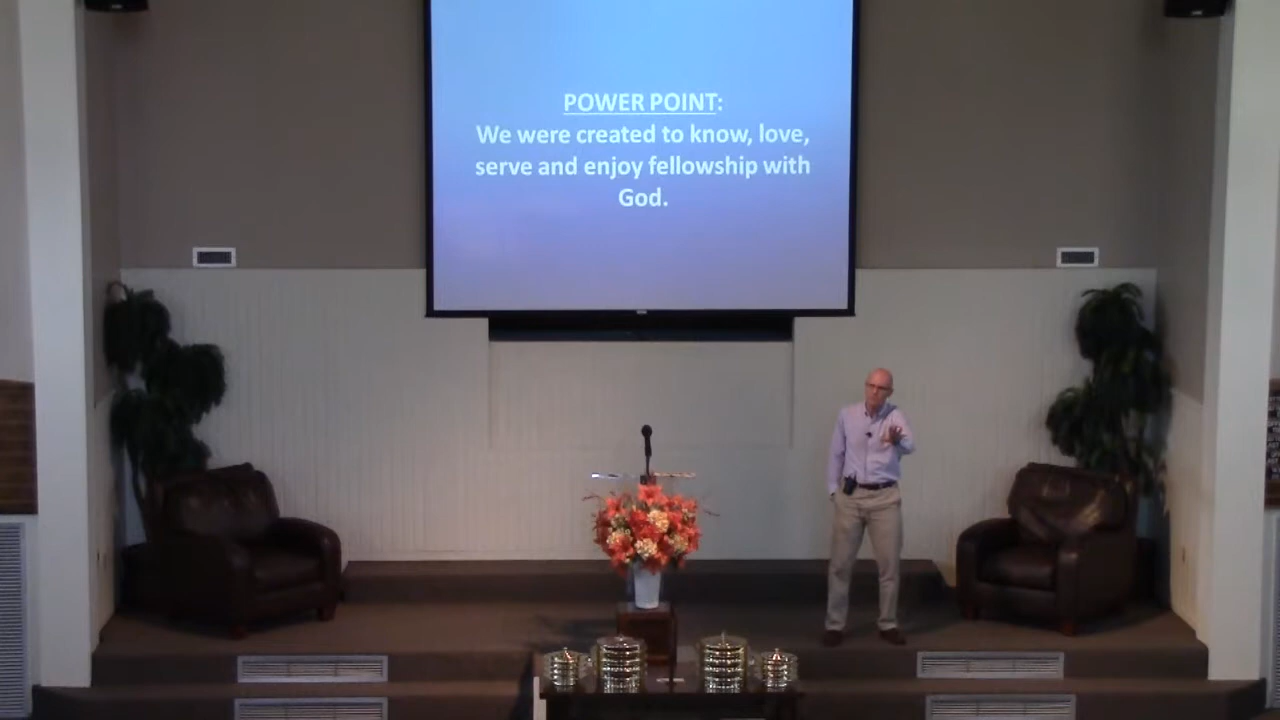 POWER POINT:
We were created to know, love,
serve and enjoy fellowship with
God.